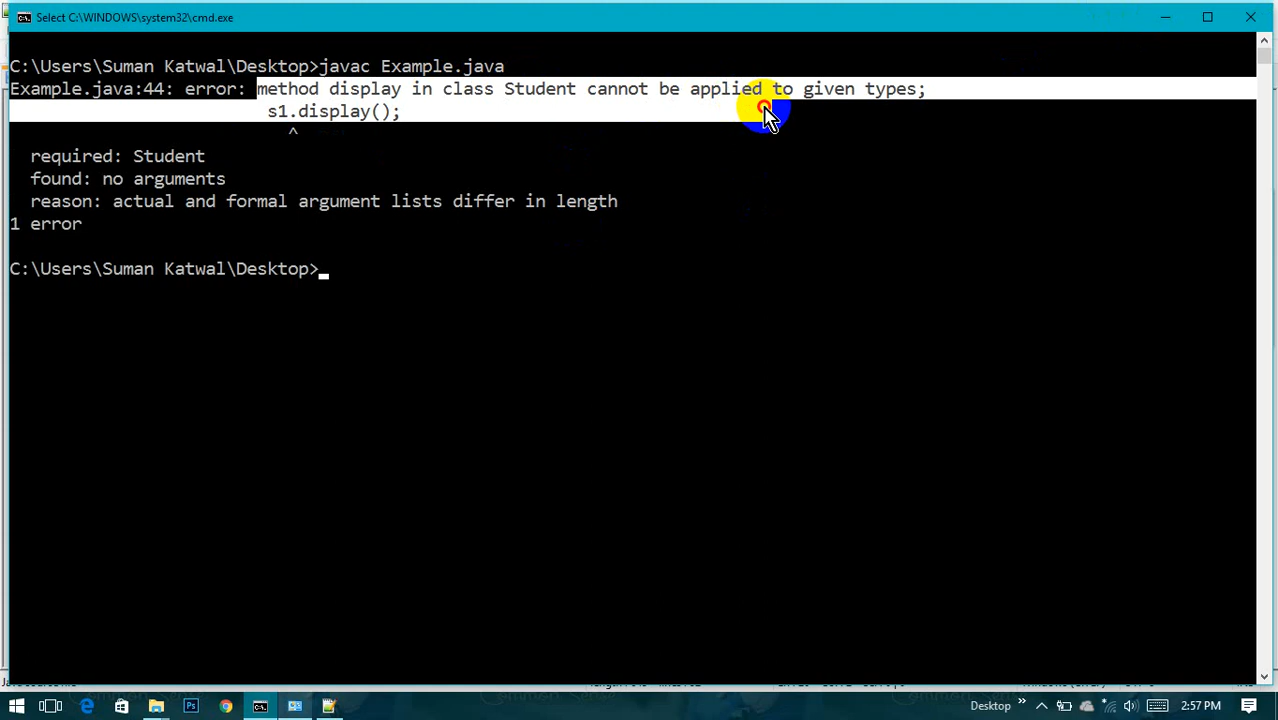 Select C:\WINDOWS\system32\cmd.exe
C:\Users\Suman Katwal\Desktop>javac Example.java
Example.java:44: error: method display in class Student cannot be applied to given types;
s1.display();
^
required: Student
found: no arguments
reason: actual and formal argument lists differ in length
1 error
C:\Users\Suman Katwal\Desktop>
Desktop
2:57 PM